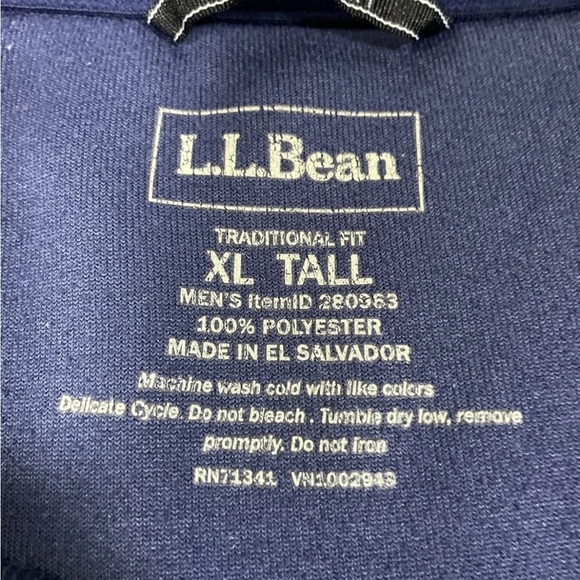 L.L.Bean
TRADITIONAL FIT
XL TALL
MEN'S ItemID 280963
100% POLYESTER
MADE IN EL SALVADOR
Machine wash cold with like colors
Delicate Cycle. Do not bleach . Tumble dry low, remove
promptly. Do not Iron
RN71341 VN1002943